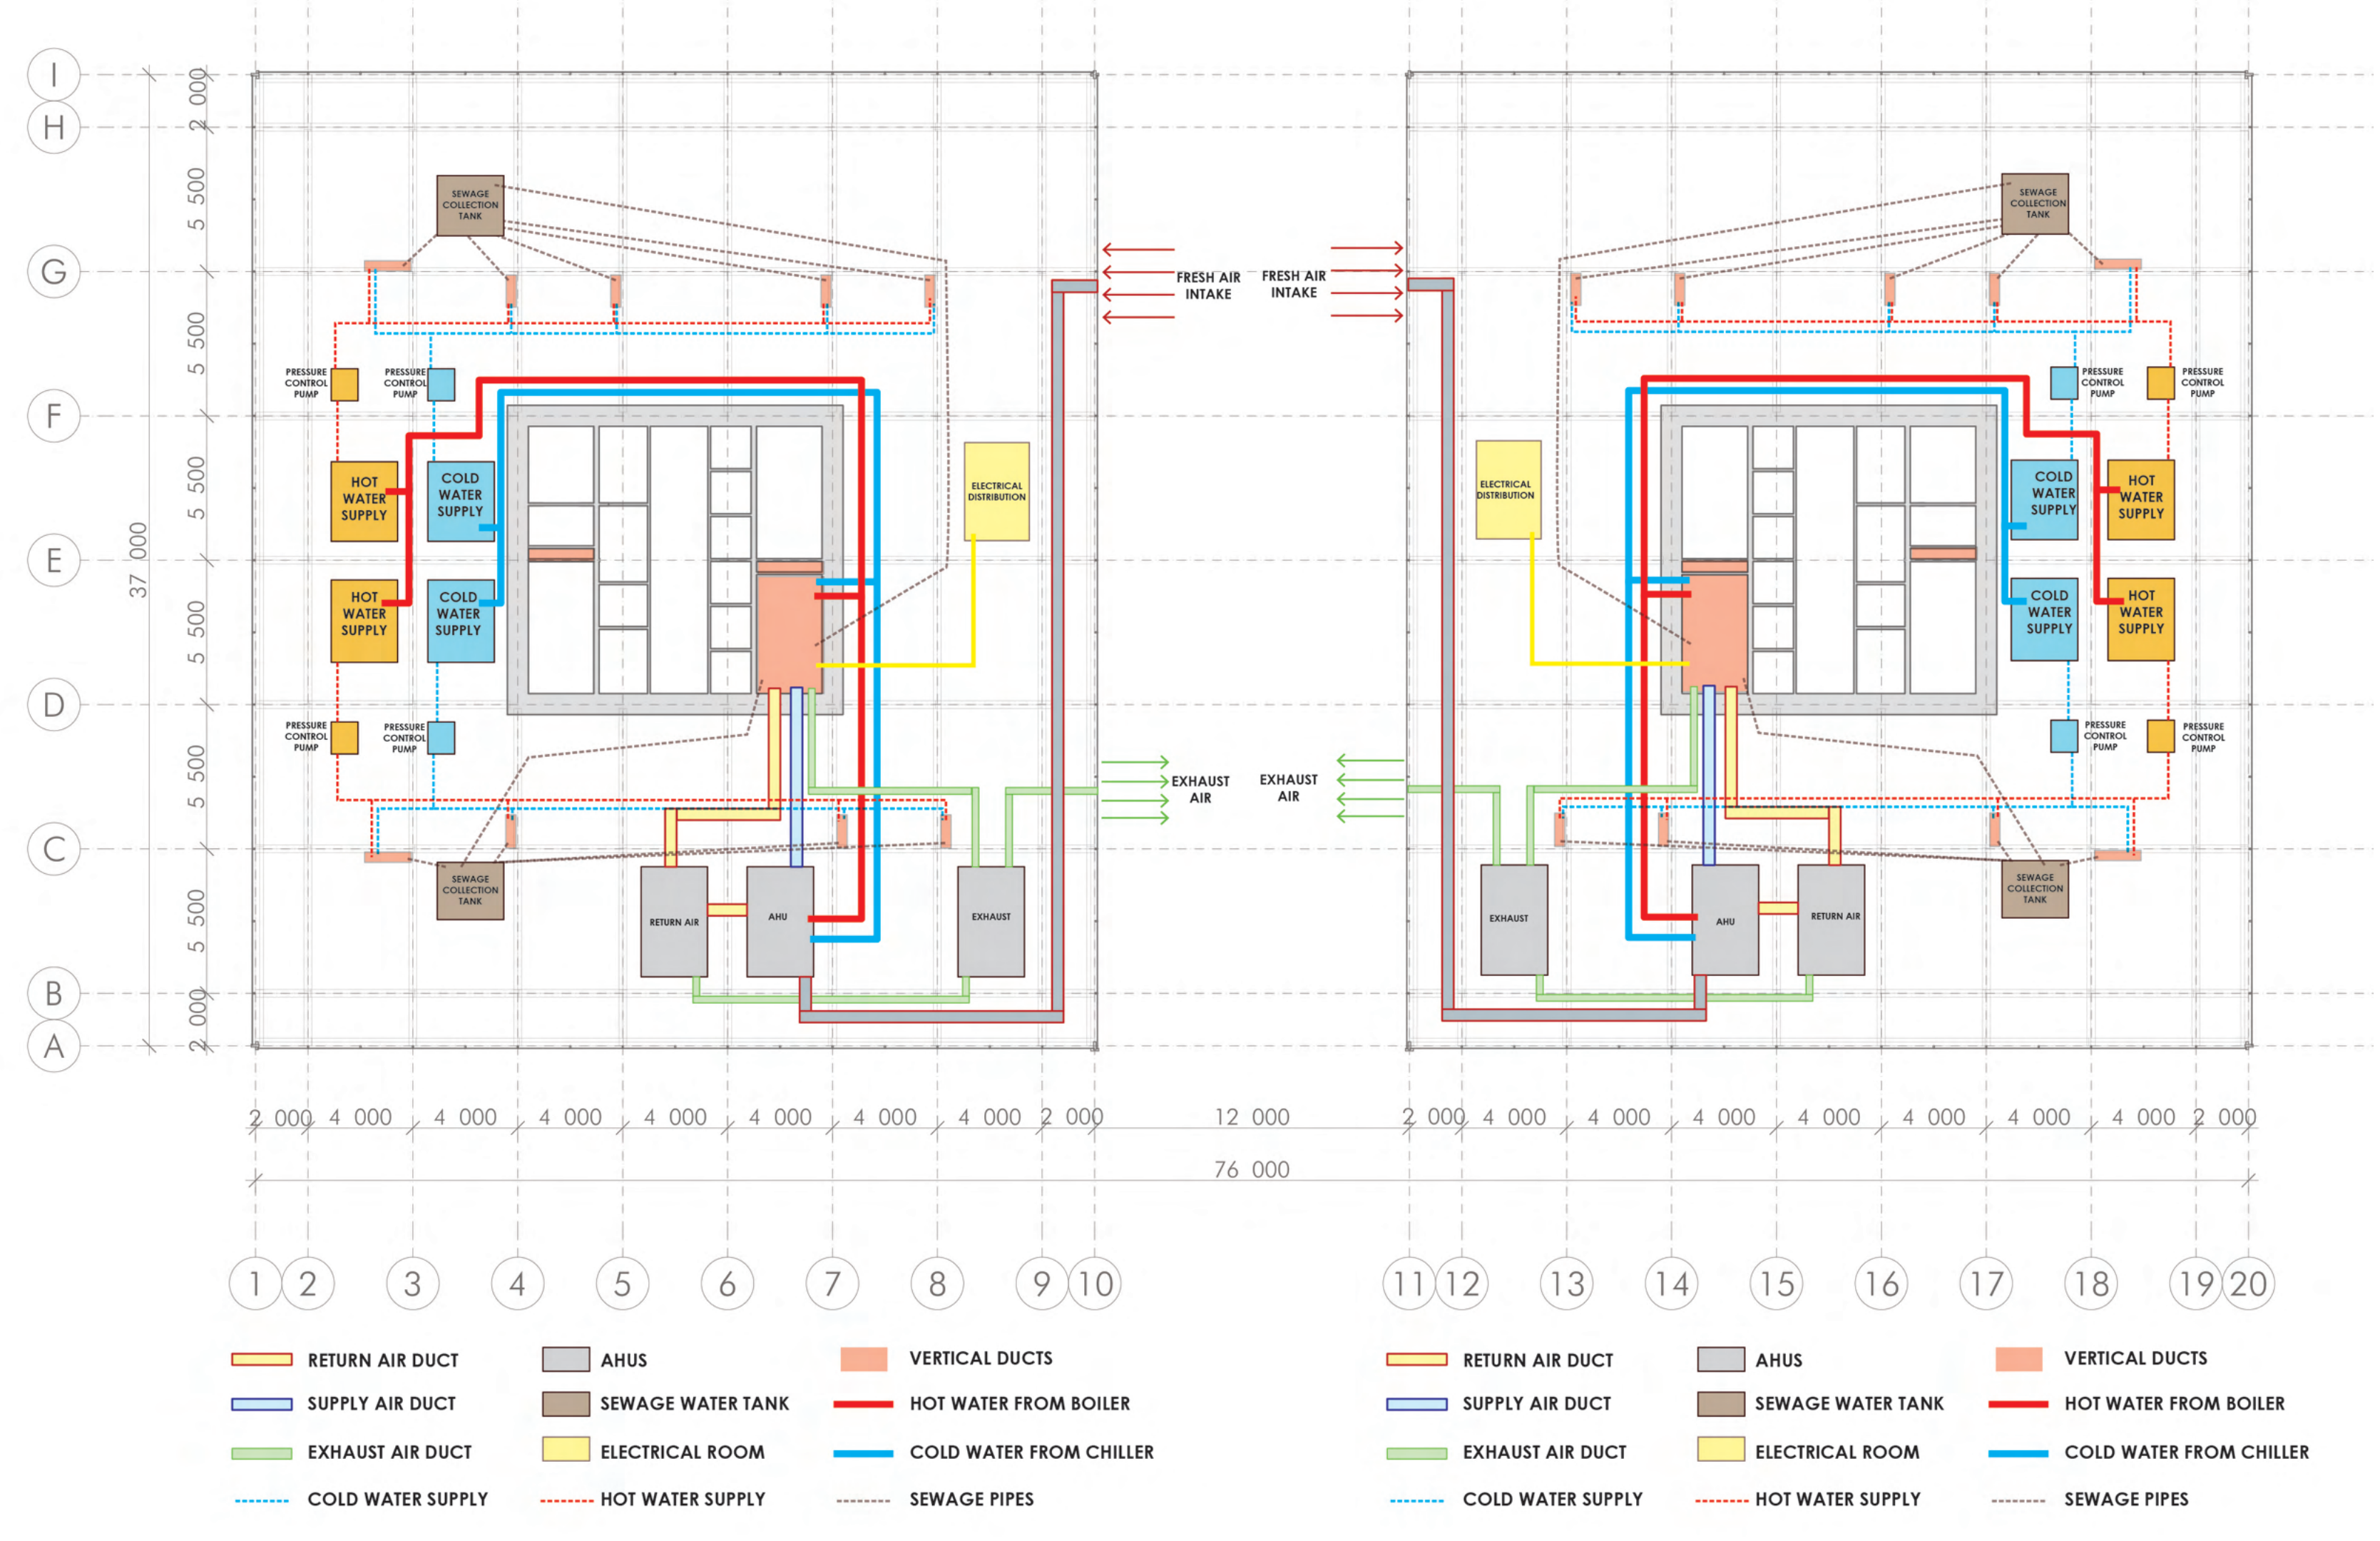 I
H
G
F
E
D
C
B
A
2 000
5 500
5 500
5 500
5 500
5 500
5 500
2 000
37 000
SEWAGE
COLLECTION
TANK
PRESSURE
CONTROL
PUMP
PRESSURE
CONTROL
PUMP
HOT
WATER
SUPPLY
COLD
WATER
SUPPLY
HOT
WATER
SUPPLY
COLD
WATER
SUPPLY
PRESSURE
CONTROL
PUMP
PRESSURE
CONTROL
PUMP
SEWAGE
COLLECTION
TANK
ELECTRICAL
DISTRIBUTION
RETURN AIR
AHU
EXHAUST
FRESH AIR
INTAKE
FRESH AIR
INTAKE
EXHAUST
AIR
EXHAUST
AIR
SEWAGE
COLLECTION
TANK
PRESSURE
CONTROL
PUMP
PRESSURE
CONTROL
PUMP
ELECTRICAL
DISTRIBUTION
COLD
WATER
SUPPLY
HOT
WATER
SUPPLY
COLD
WATER
SUPPLY
HOT
WATER
SUPPLY
PRESSURE
CONTROL
PUMP
PRESSURE
CONTROL
PUMP
SEWAGE
COLLECTION
TANK
EXHAUST
AHU
RETURN AIR
2 000 4 000 4 000 4 000 4 000 4 000 4 000 4 000 2 000 12 000 2 000 4 000 4 000 4 000 4 000 4 000 4 000 4 000 2 000
76 000
1 2 3 4 5 6 7 8 9 10 11 12 13 14 15 16 17 18 19 20
RETURN AIR DUCT
AHUS
VERTICAL DUCTS
SUPPLY AIR DUCT
SEWAGE WATER TANK
HOT WATER FROM BOILER
EXHAUST AIR DUCT
ELECTRICAL ROOM
COLD WATER FROM CHILLER
COLD WATER SUPPLY
HOT WATER SUPPLY
SEWAGE PIPES
RETURN AIR DUCT
AHUS
VERTICAL DUCTS
SUPPLY AIR DUCT
SEWAGE WATER TANK
HOT WATER FROM BOILER
EXHAUST AIR DUCT
ELECTRICAL ROOM
COLD WATER FROM CHILLER
COLD WATER SUPPLY
HOT WATER SUPPLY
SEWAGE PIPES